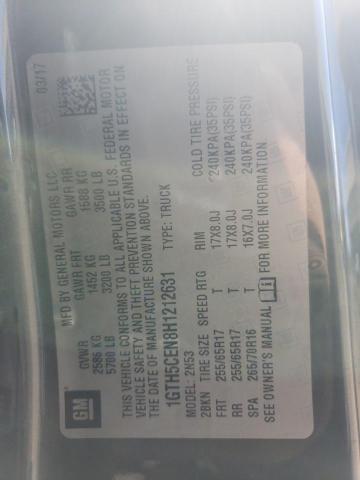 MFD BY GENERAL MOTORS LLC 03/17
GVWR GAWR FRT GAWR RR
2586 KG 1452 KG 1588 KG
5700 LB 3200 LB 3500 LB
THIS VEHICLE CONFORMS TO ALL APPLICABLE U.S. FEDERAL MOTOR
VEHICLE SAFETY AND THEFT PREVENTION STANDARDS IN EFFECT ON
THE DATE OF MANUFACTURE SHOWN ABOVE.
1GTH5CEN8H1212631 TYPE: TRUCK
MODEL: 2N53
2BKN TIRE SIZE SPEED RTG RIM COLD TIRE PRESSURE
FRT 255/65R17 T 17X8.0J 240KPA(35PSI)
RR 255/65R17 T 17X8.0J 240KPA(35PSI)
SPA 265/70R16 T 16X7.0J 240KPA(35PSI)
SEE OWNER'S MANUAL FOR MORE INFORMATION
GM